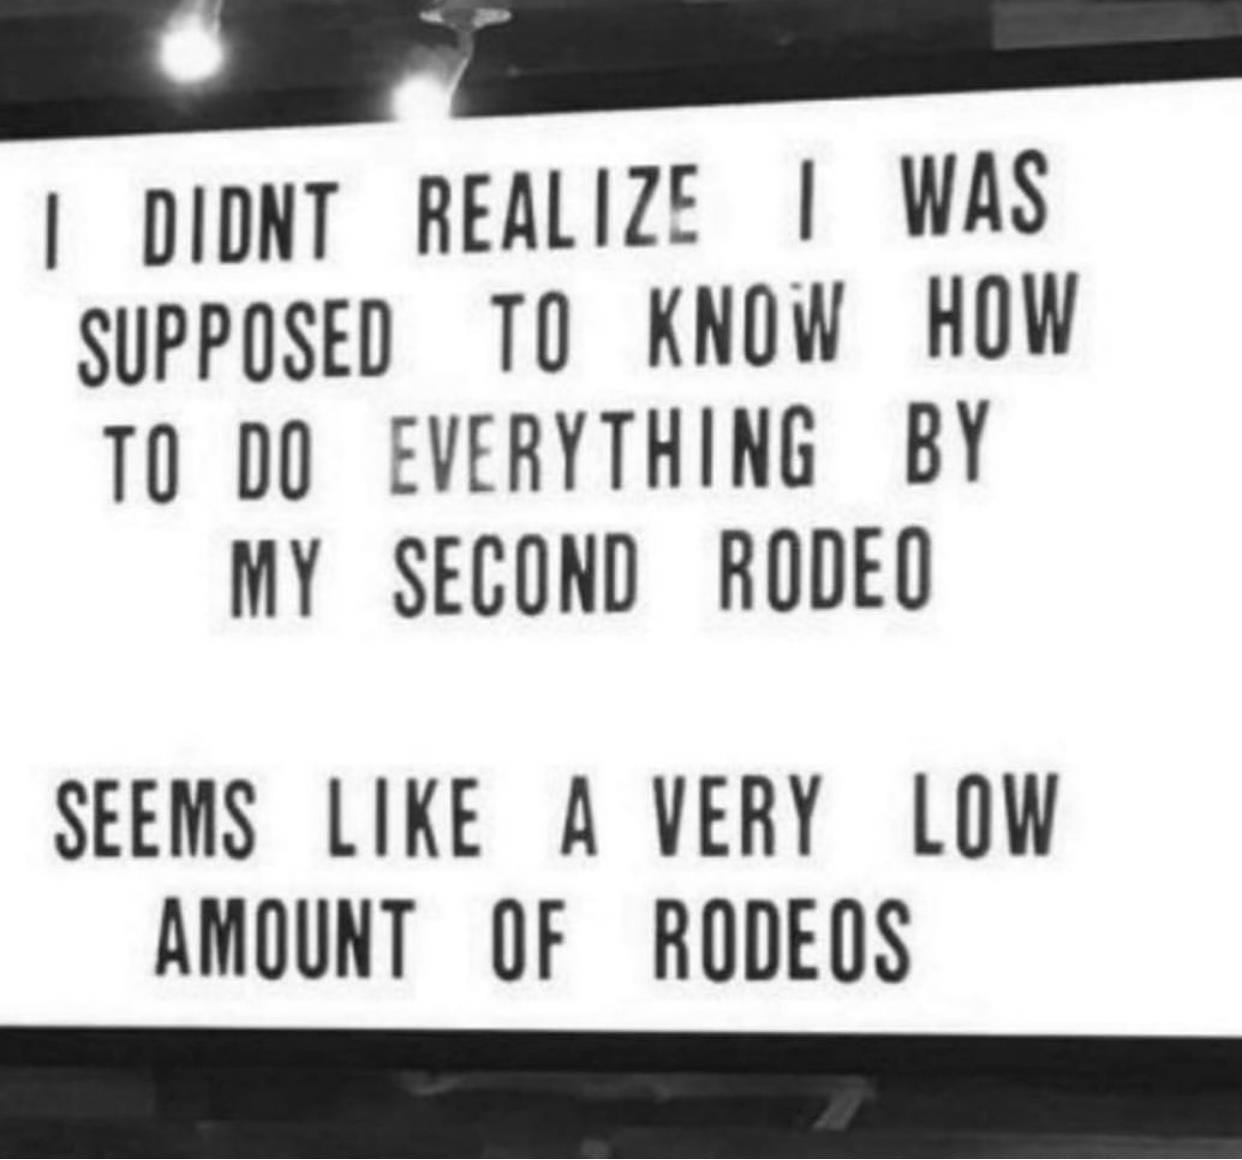 I DIDNT REALIZE I WAS
SUPPOSED TO KNOW HOW
TO DO EVERYTHING BY
MY SECOND RODEO
SEEMS LIKE A VERY LOW
AMOUNT OF RODEOS